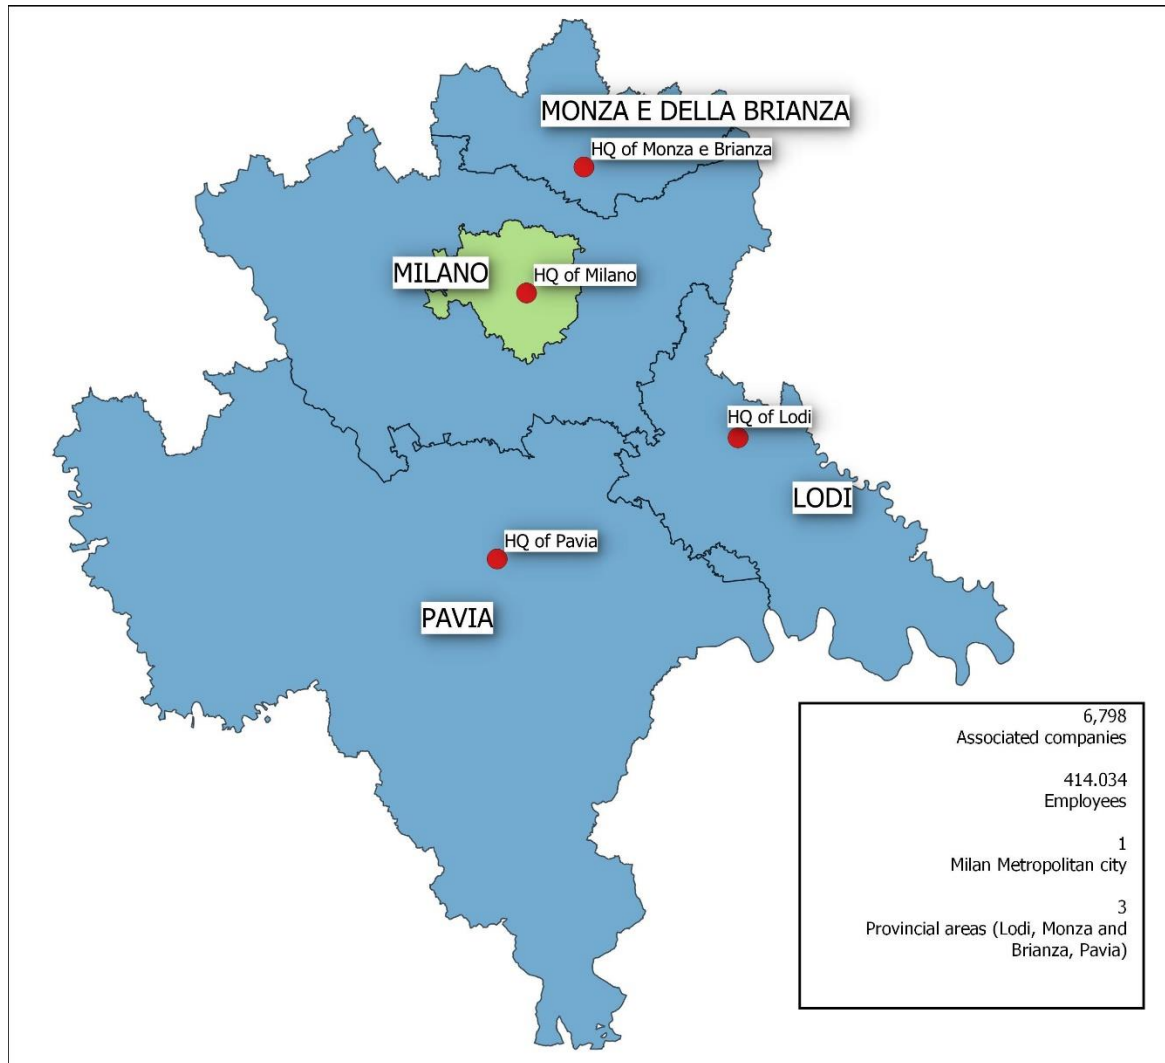 MONZA E DELLA BRIANZA
HQ of Monza e Brianza
MILANO
HQ of Milano
HQ of Lodi
LODI
HQ of Pavia
PAVIA
6,798
Associated companies
414.034
Employees
1
Milan Metropolitan city
3
Provincial areas (Lodi, Monza and
Brianza, Pavia)